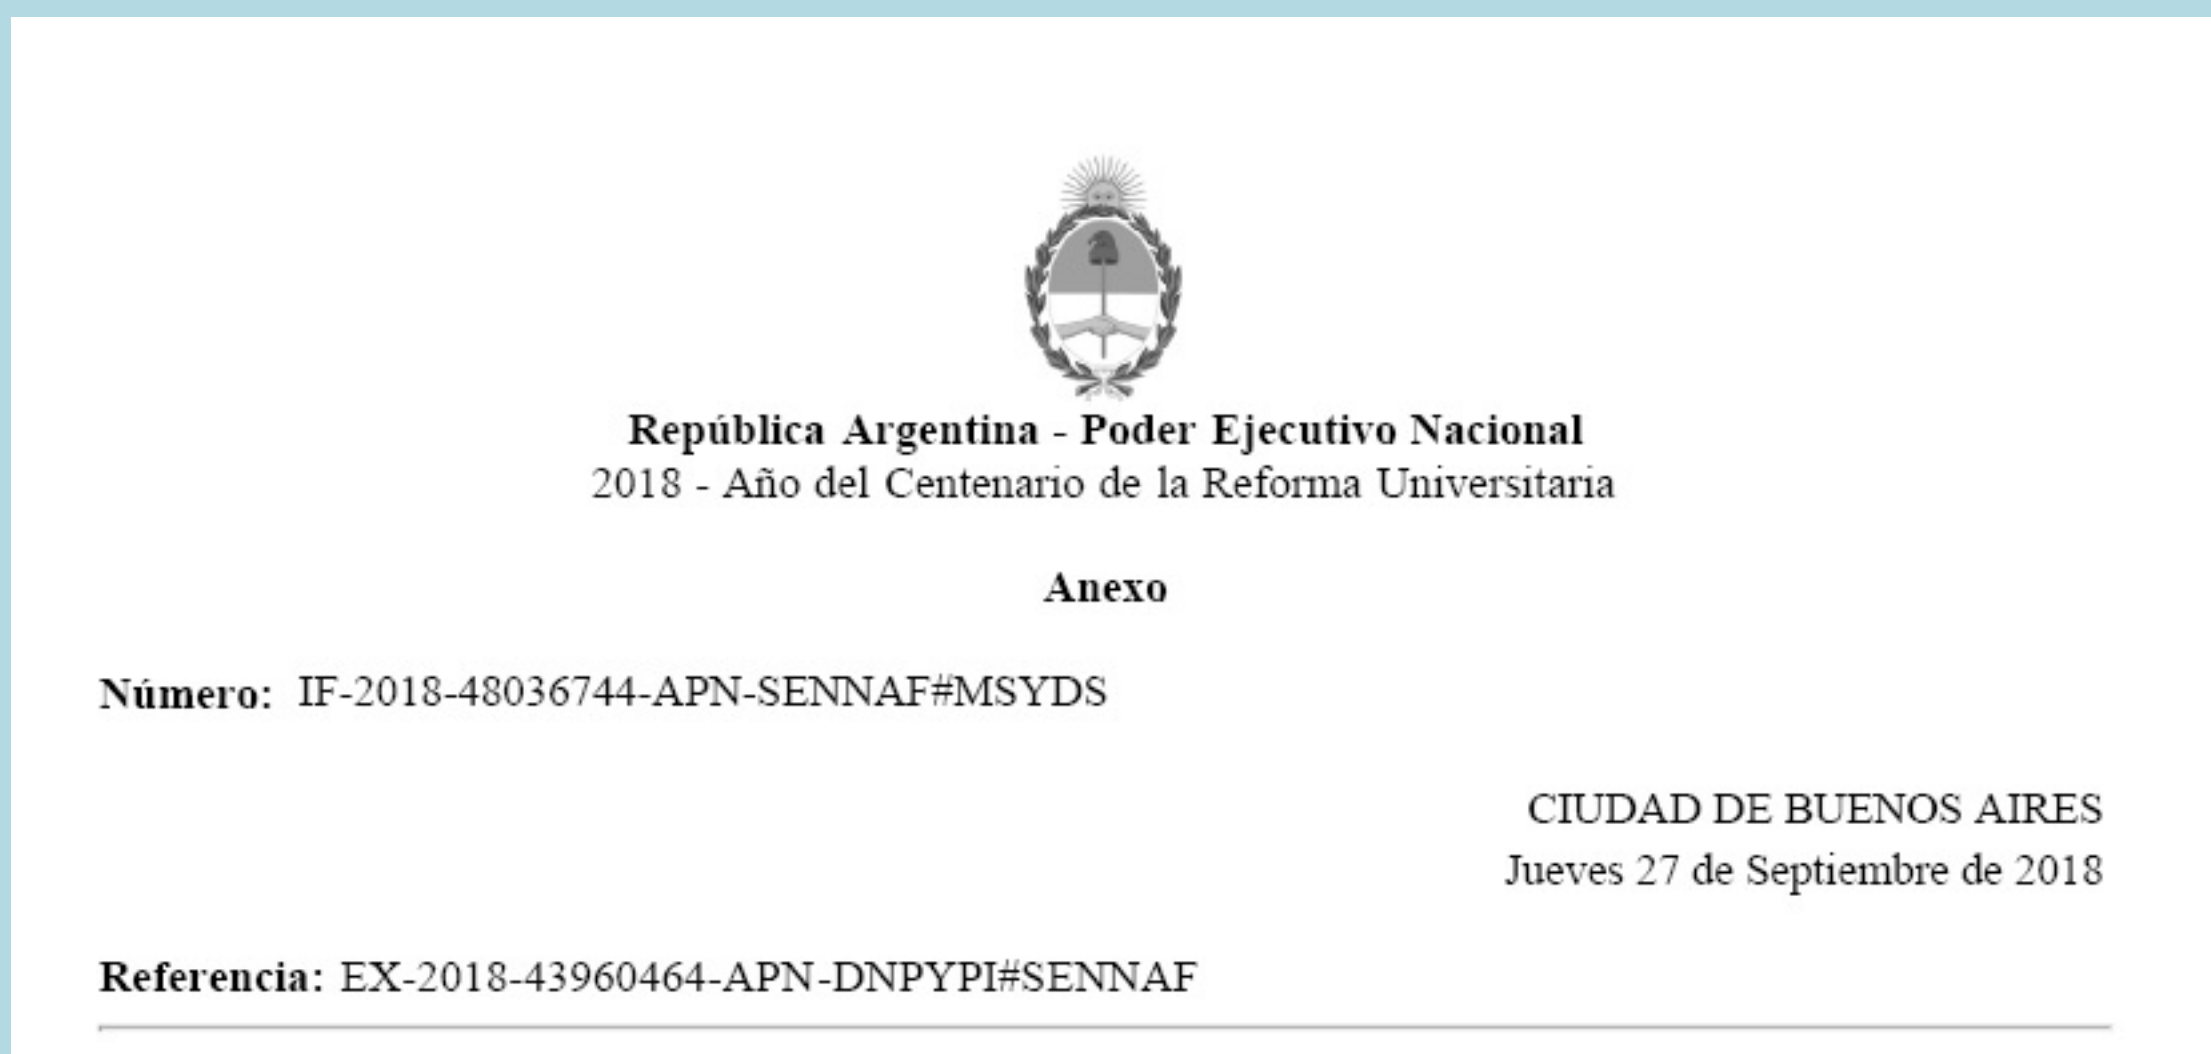 República Argentina - Poder Ejecutivo Nacional
2018 - Año del Centenario de la Reforma Universitaria
Anexo
Número: IF-2018-48036744-APN-SENNAF#MSYDS
CIUDAD DE BUENOS AIRES
Jueves 27 de Septiembre de 2018
Referencia: EX-2018-43960464-APN-DNPYPI#SENNAF